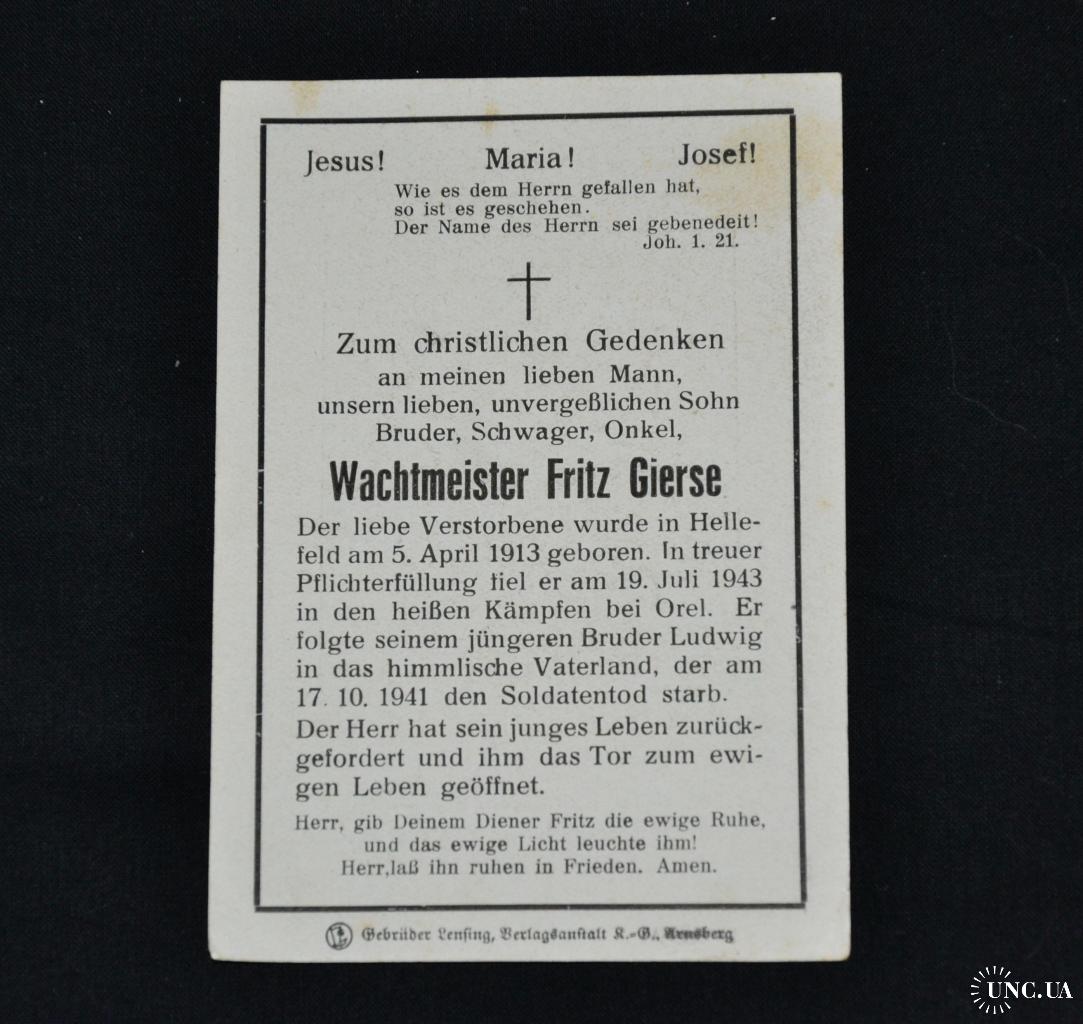 Jesus! Maria! Josef!
Wie es dem Herrn gefallen hat,
so ist es geschehen.
Der Name des Herrn sei gebenedeit!
Joh. 1. 21.
Zum christlichen Gedenken
an meinen lieben Mann,
unsern lieben, unvergeßlichen Sohn
Bruder, Schwager, Onkel,
Wachtmeister Fritz Gierse
Der liebe Verstorbene wurde in Helle-
feld am 5. April 1913 geboren. In treuer
Pflichterfüllung fiel er am 19. Juli 1943
in den heißen Kämpfen bei Orel. Er
folgte seinem jüngeren Bruder Ludwig
in das himmlische Vaterland, der am
17. 10. 1941 den Soldatentod starb.
Der Herr hat sein junges Leben zurück-
gefordert und ihm das Tor zum ewi-
gen Leben geöffnet.
Herr, gib Deinem Diener Fritz die ewige Ruhe,
und das ewige Licht leuchte ihm!
Herr,laß ihn ruhen in Frieden. Amen.
Gebrüder Lensing, Verlagsanstalt K.-G., Arnsberg
UNC.UA